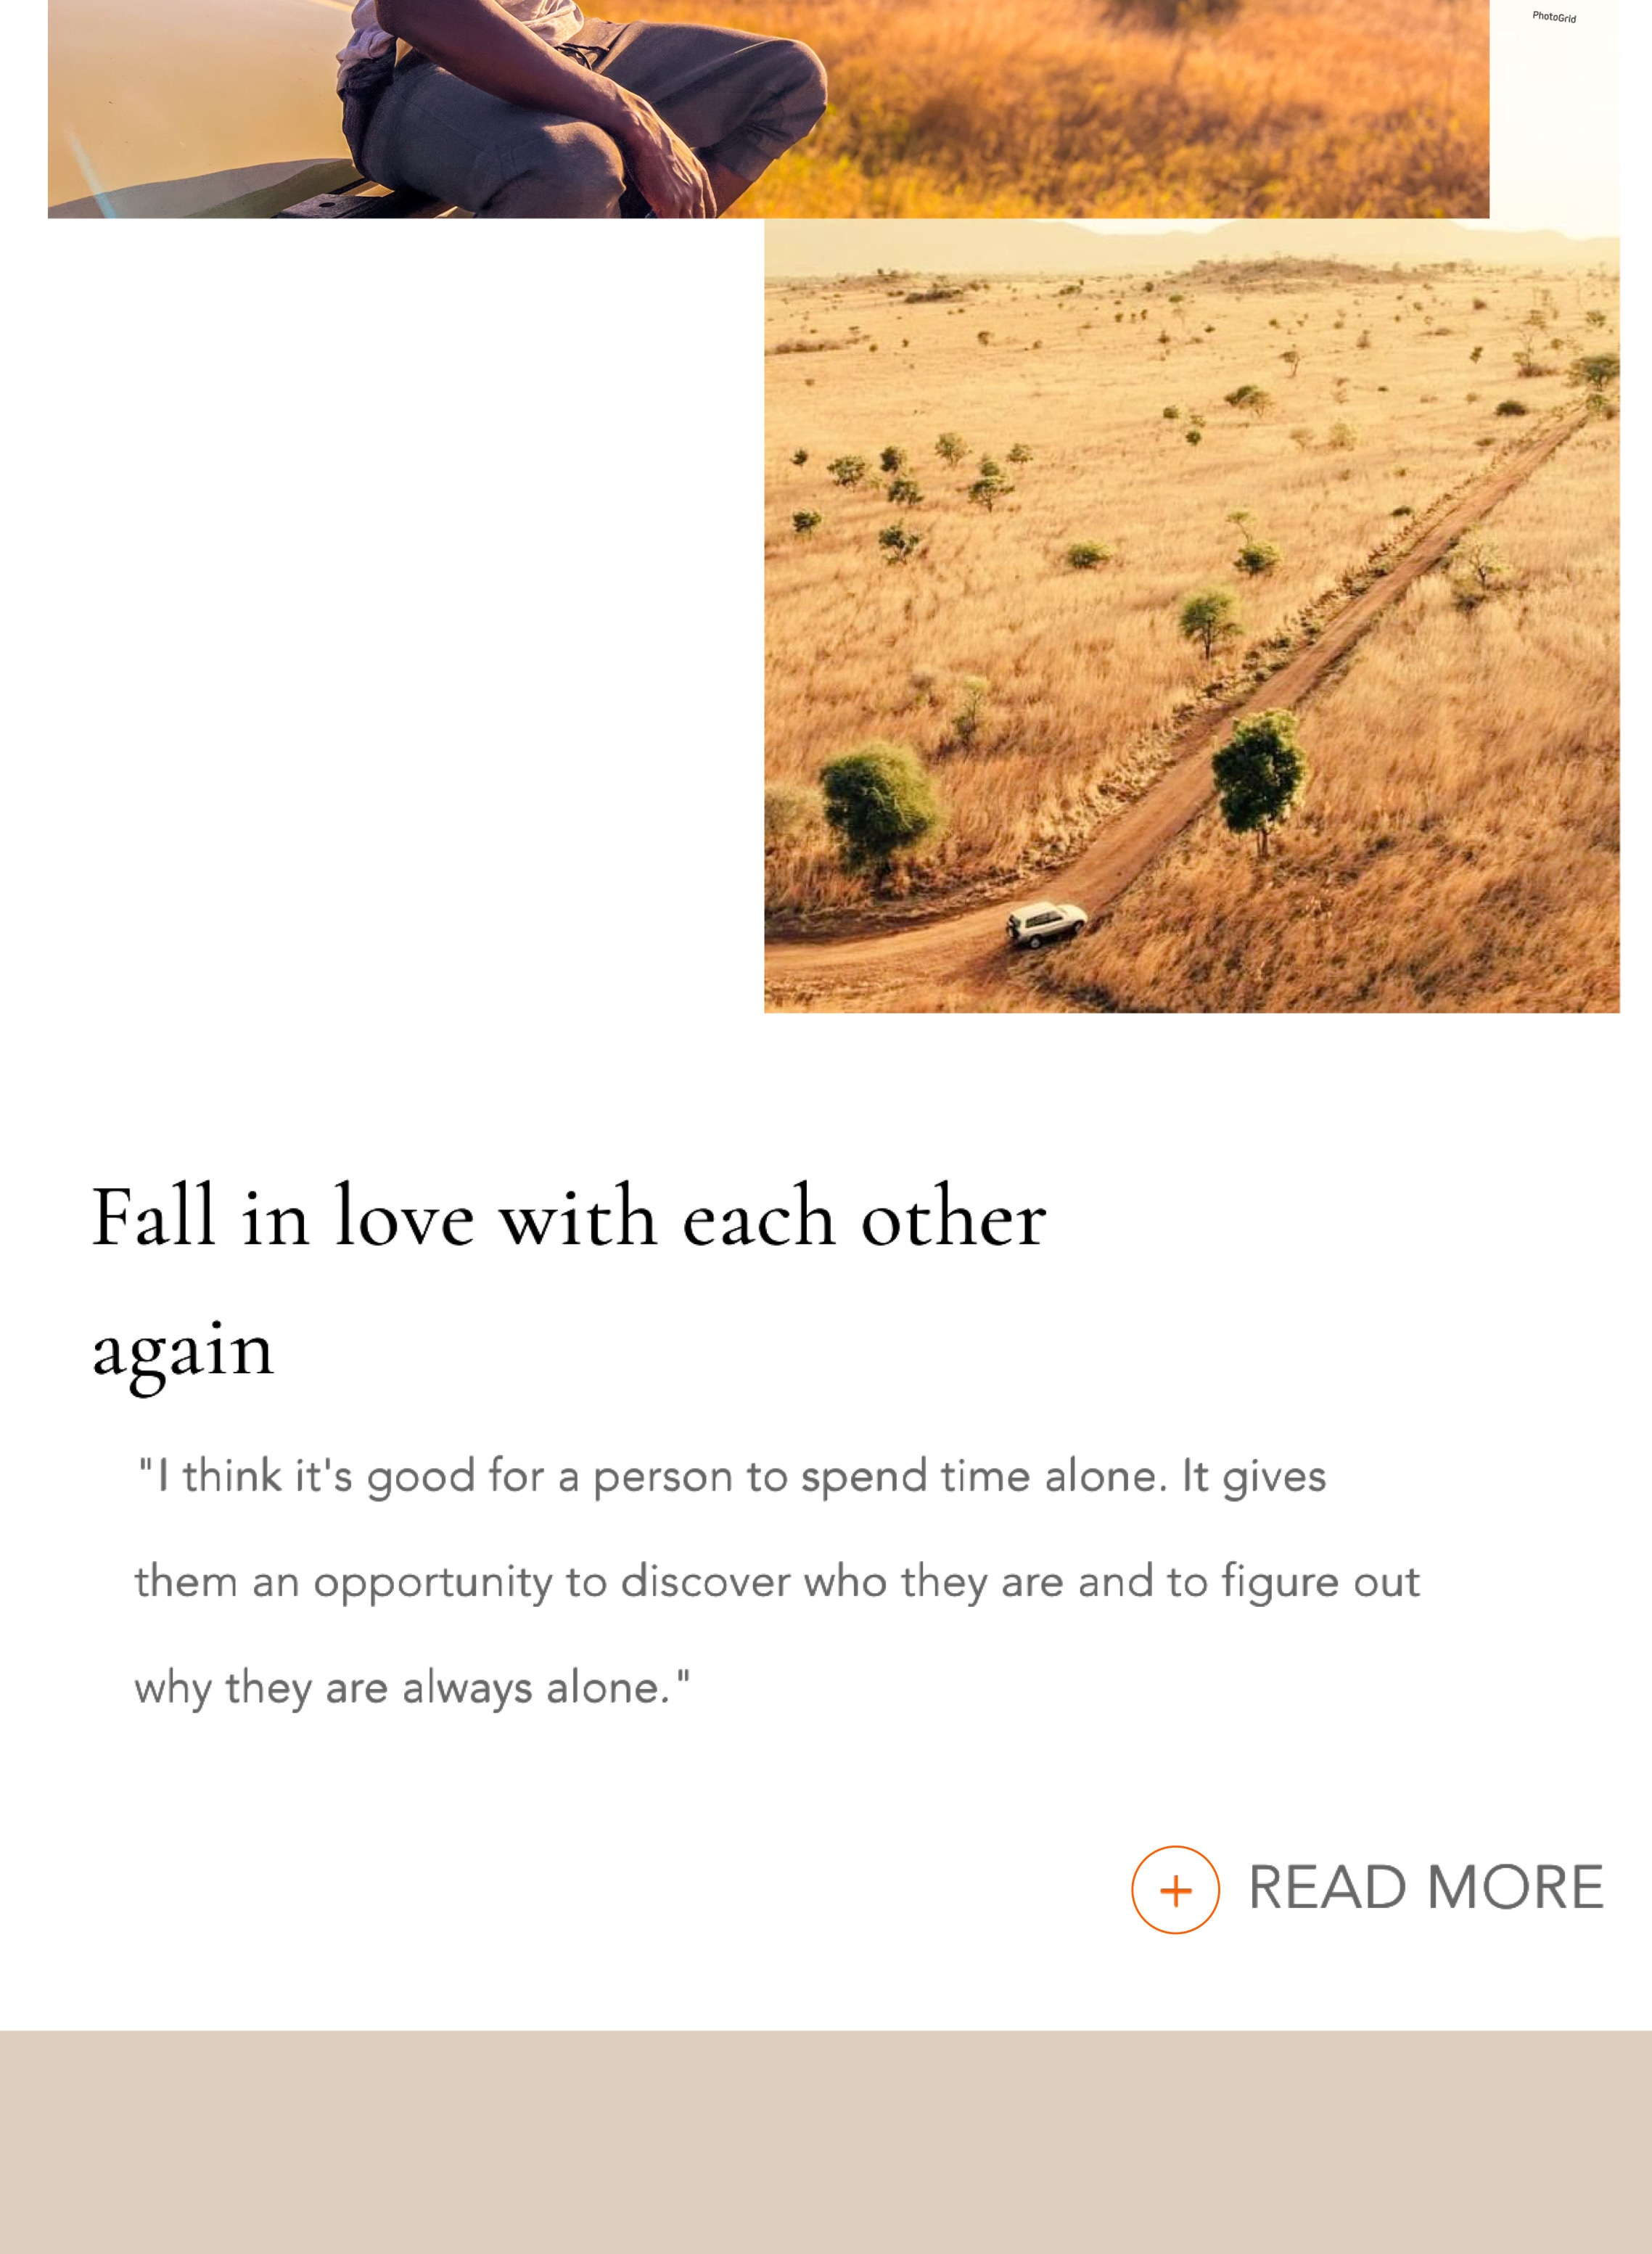 PhotoGrid
Fall in love with each other
again
"I think it's good for a person to spend time alone. It gives
them an opportunity to discover who they are and to figure out
why they are always alone."
+ READ MORE